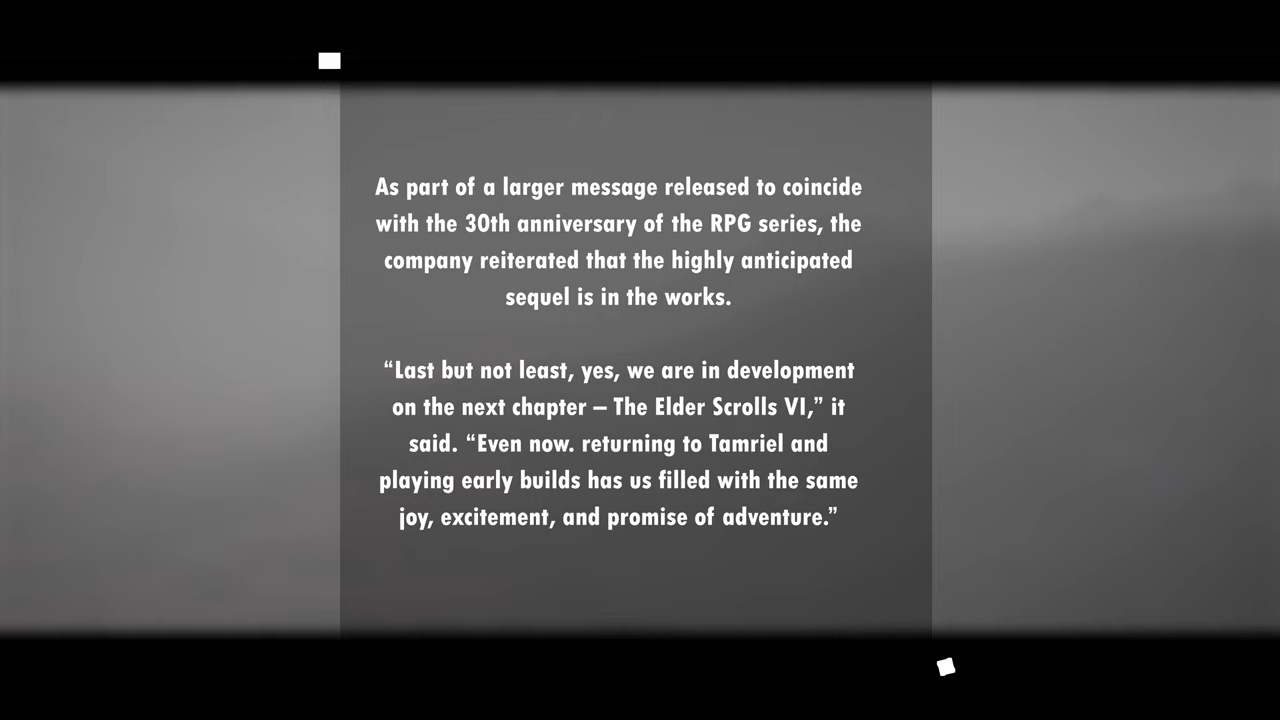 As part of a larger message released to coincide
with the 30th anniversary of the RPG series, the
company reiterated that the highly anticipated
sequel is in the works.
“Last but not least, yes, we are in development
on the next chapter – The Elder Scrolls VI,” it
said. “Even now. returning to Tamriel and
playing early builds has us filled with the same
joy, excitement, and promise of adventure.”